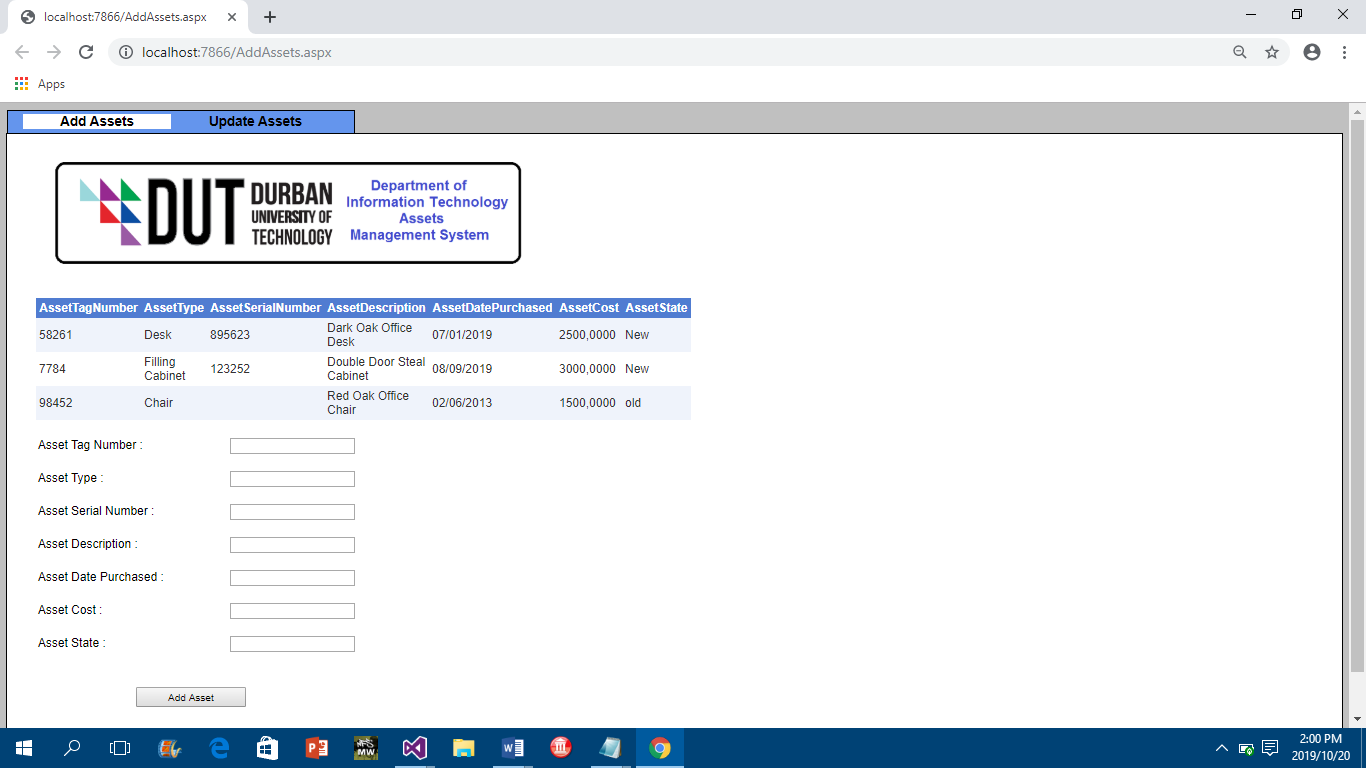 localhost:7866/AddAssets.aspx
localhost:7866/AddAssets.aspx
Apps
Add Assets Update Assets
DUT DURBAN UNIVERSITY OF TECHNOLOGY
Department of
Information Technology
Assets
Management System
AssetTagNumber AssetType AssetSerialNumber AssetDescription AssetDatePurchased AssetCost AssetState
58261 Desk 895623 Dark Oak Office Desk 07/01/2019 2500,0000 New
7784 Filling Cabinet 123252 Double Door Steal Cabinet 08/09/2019 3000,0000 New
98452 Chair Red Oak Office Chair 02/06/2013 1500,0000 old
Asset Tag Number :
Asset Type :
Asset Serial Number :
Asset Description :
Asset Date Purchased :
Asset Cost :
Asset State :
Add Asset
2:00 PM
2019/10/20